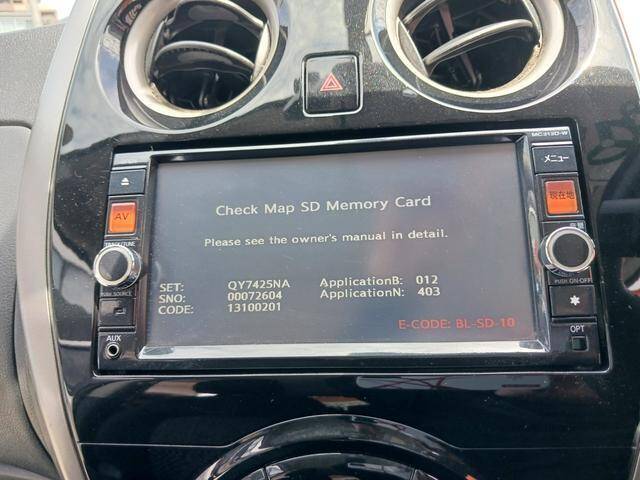 MC313D-W
メニュー
AV
現在地
TRACK/TUNE
Check Map SD Memory Card
Please see the owner's manual in detail.
SET: QY7425NA ApplicationB: 012
SNO: 00072604 ApplicationN: 403
CODE: 13100201
E-CODE: BL-SD-10
PUSH SOURCE
PUSH ON-OFF
AUX
OPT